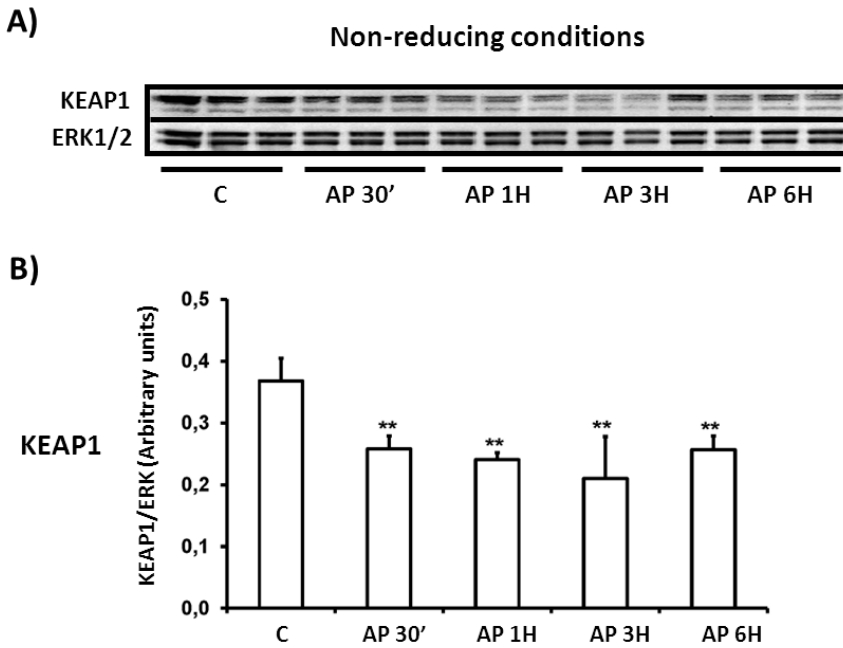 A)
Non-reducing conditions
KEAP1
ERK1/2
C AP 30’ AP 1H AP 3H AP 6H
B)
KEAP1
KEAP1/ERK (Arbitrary units)
0,5
0,4
0,3
0,2
0,1
0,0
** ** ** **
C AP 30’ AP 1H AP 3H AP 6H